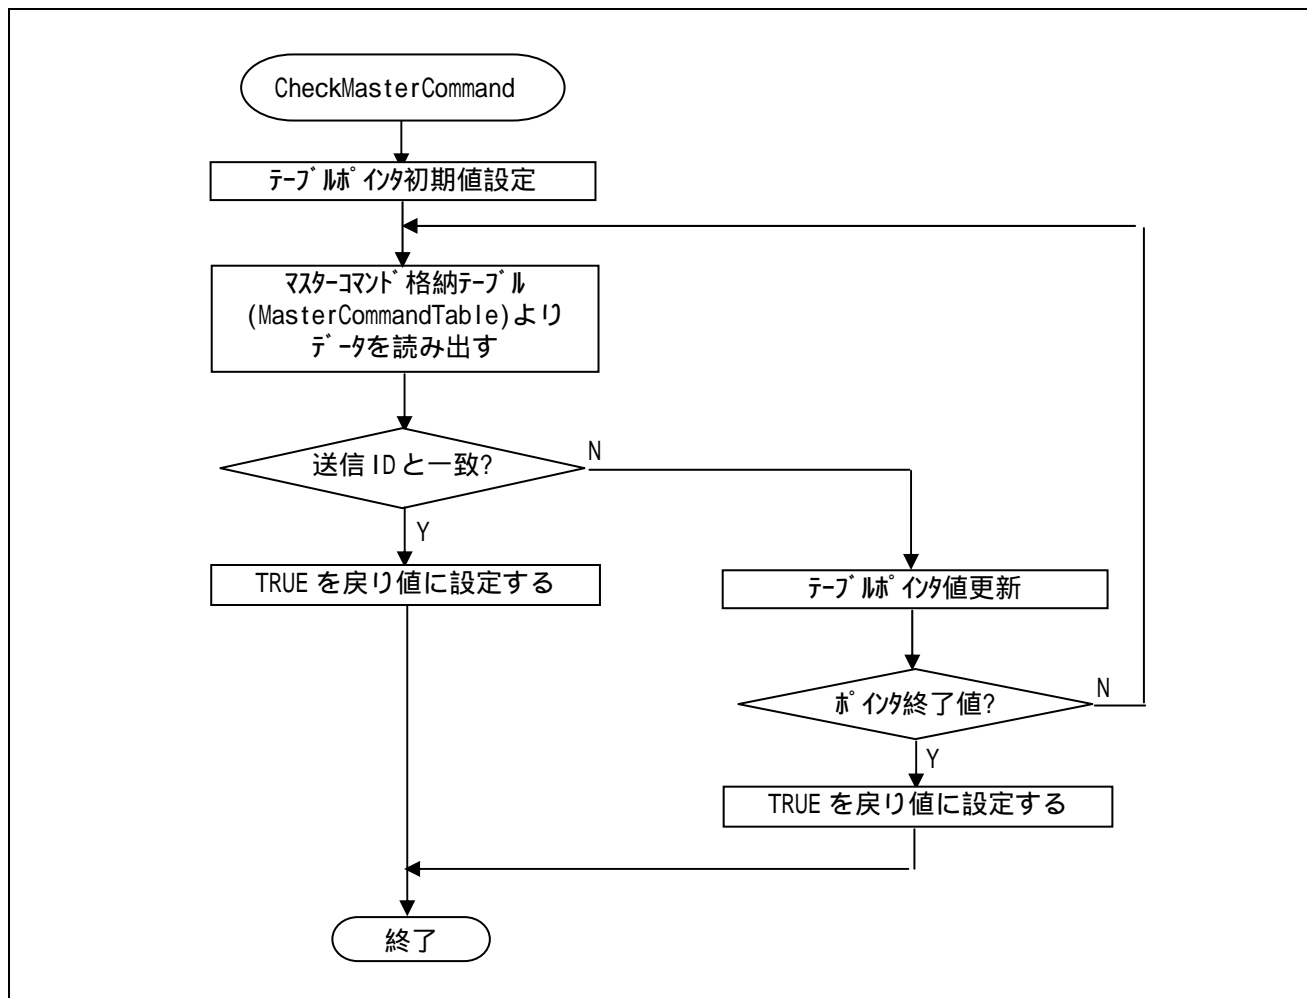 CheckMasterCommand
ﾃｰﾌﾞﾙﾎﾟｲﾝﾀ初期値設定
ﾏｽﾀｰｺﾏﾝﾄﾞ格納ﾃｰﾌﾞﾙ
(MasterCommandTable)より
ﾃﾞｰﾀを読み出す
送信IDと一致?
N
Y
TRUEを戻り値に設定する
ﾃｰﾌﾞﾙﾎﾟｲﾝﾀ値更新
ﾎﾟｲﾝﾀ終了値?
N
Y
TRUEを戻り値に設定する
終了